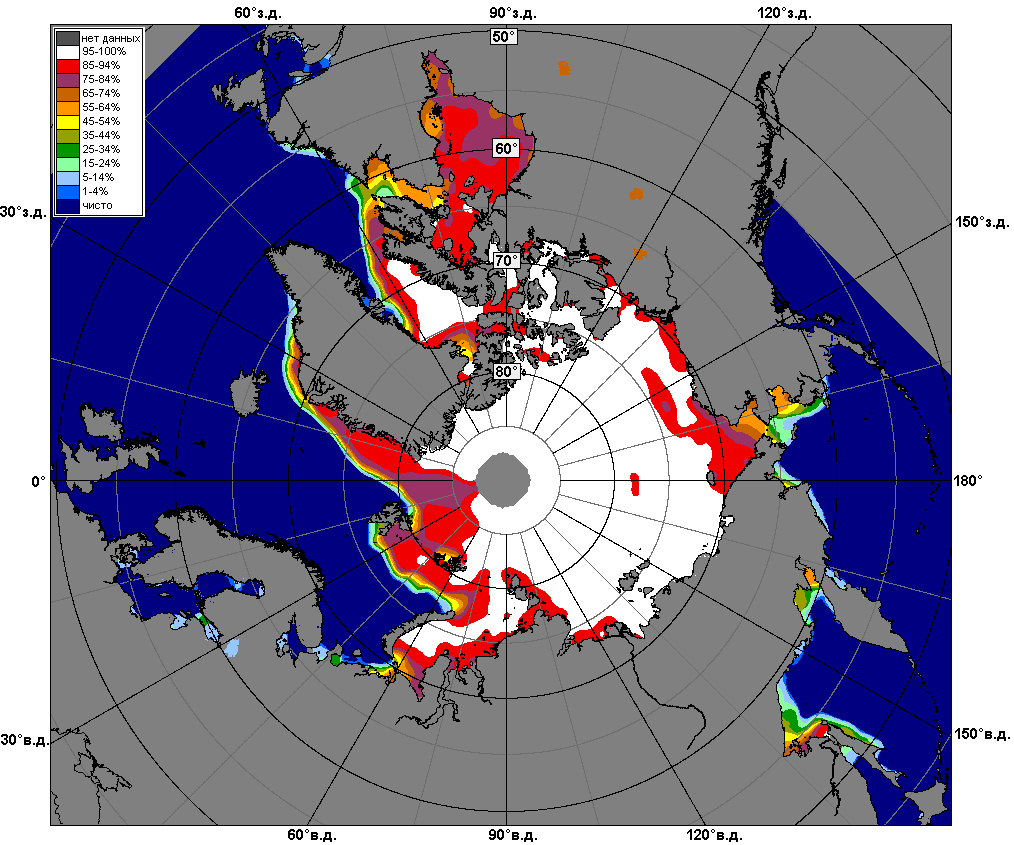 60°з.д.
90°з.д.
120°з.д.
нет данных
95-100%
85-94%
75-84%
65-74%
55-64%
45-54%
35-44%
25-34%
15-24%
5-14%
1-4%
чисто
50°
60°
30°з.д.
150°з.д.
70°
80°
0°
180°
30°в.д.
150°в.д.
60°в.д.
90°в.д.
120°в.д.